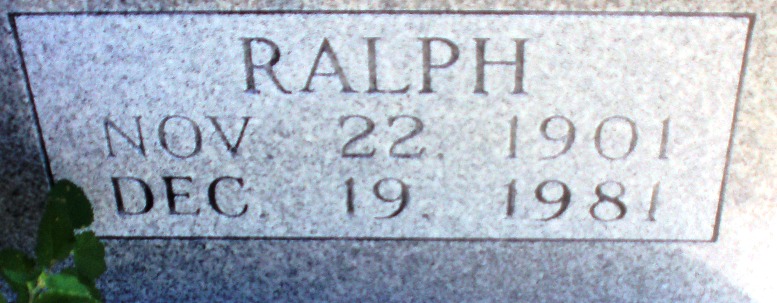 RALPH
NOV. 22. 1901
DEC. 19. 1981